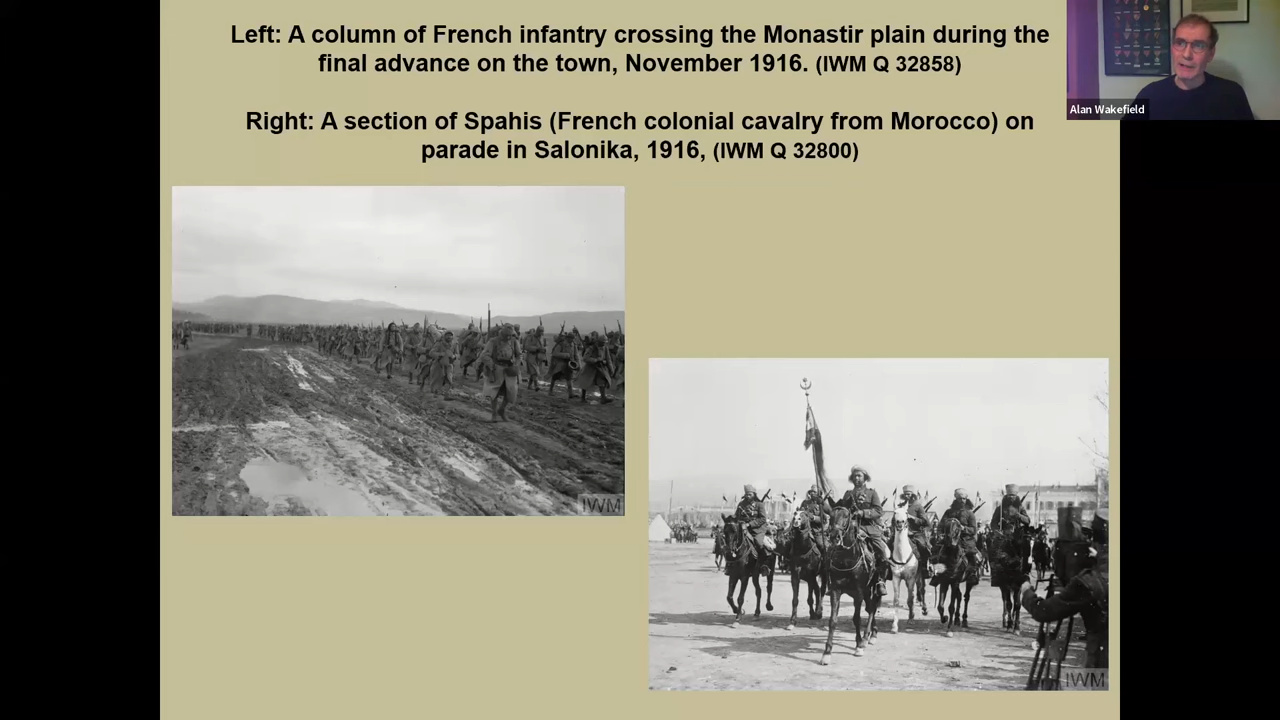 Left: A column of French infantry crossing the Monastir plain during the
final advance on the town, November 1916. (IWM Q 32858)
Right: A section of Spahis (French colonial cavalry from Morocco) on
parade in Salonika, 1916, (IWM Q 32800)
Alan Wakefield
IWM
IWM